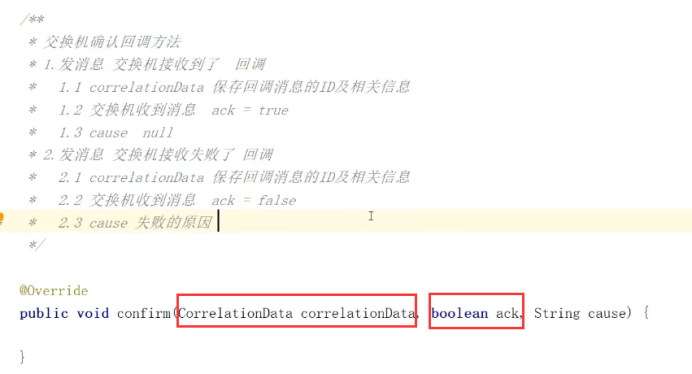 /**
* 交换机确认回调方法
* 1.发消息 交换机接收到了 回调
*   1.1 correlationData 保存回调消息的ID及相关信息
*   1.2 交换机收到消息 ack = true
*   1.3 cause null
* 2.发消息 交换机接收失败了 回调
*   2.1 correlationData 保存回调消息的ID及相关信息
*   2.2 交换机收到消息 ack = false
*   2.3 cause 失败的原因
*/
@Override
public void confirm(CorrelationData correlationData, boolean ack, String cause) {
}